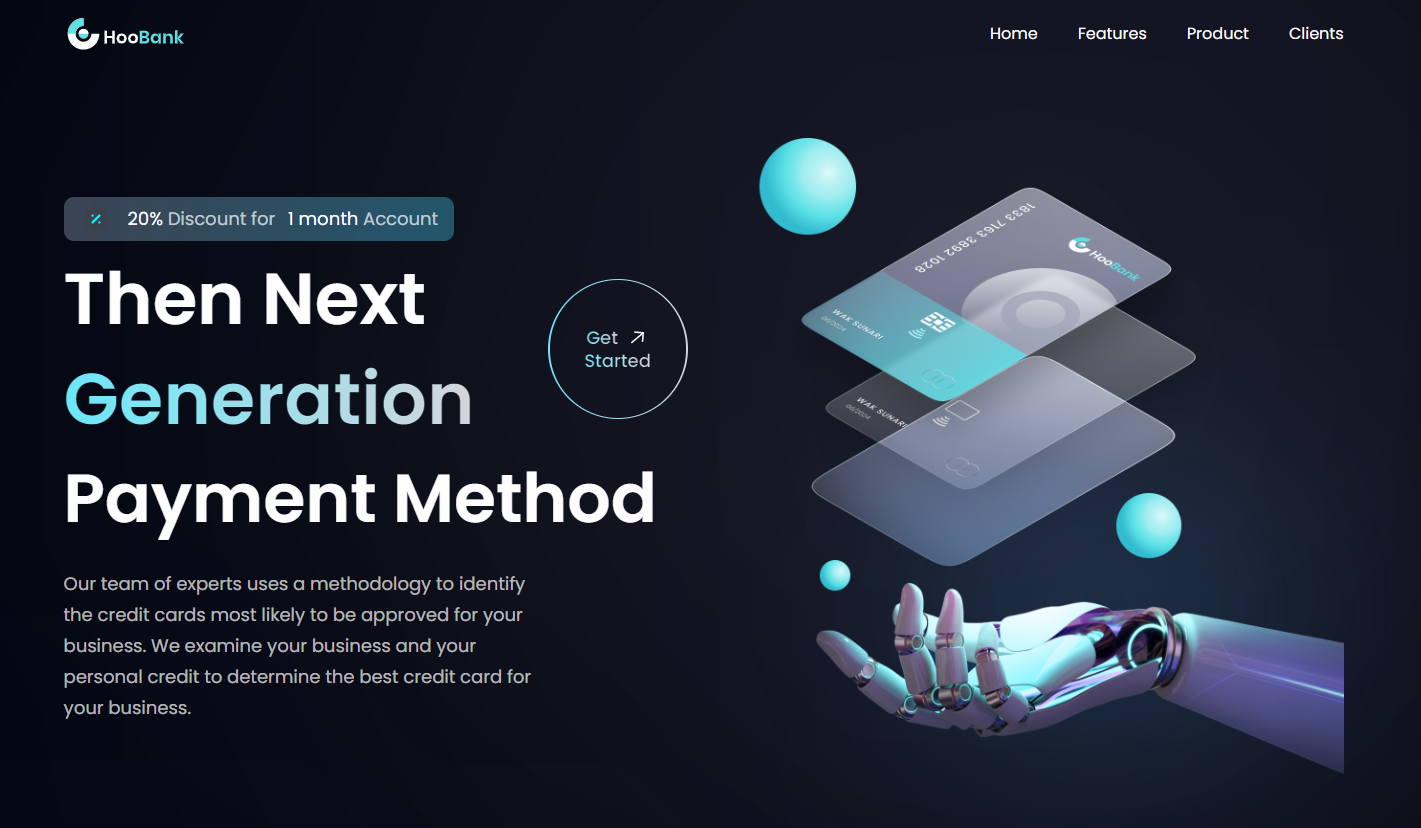 HooBank
Home Features Product Clients
20% Discount for 1 month Account
Then Next
Generation
Payment Method
Get
Started
Our team of experts uses a methodology to identify
the credit cards most likely to be approved for your
business. We examine your business and your
personal credit to determine the best credit card for
your business.
1833 7163 3892 1028
HooBank
WAK SUNARI
06/2024
WAK SUNARI
06/2024